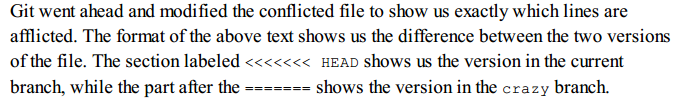 Git went ahead and modified the conflicted file to show us exactly which lines are
afflicted. The format of the above text shows us the difference between the two versions
of the file. The section labeled <<<<<<< HEAD shows us the version in the current
branch, while the part after the ======= shows the version in the crazy branch.